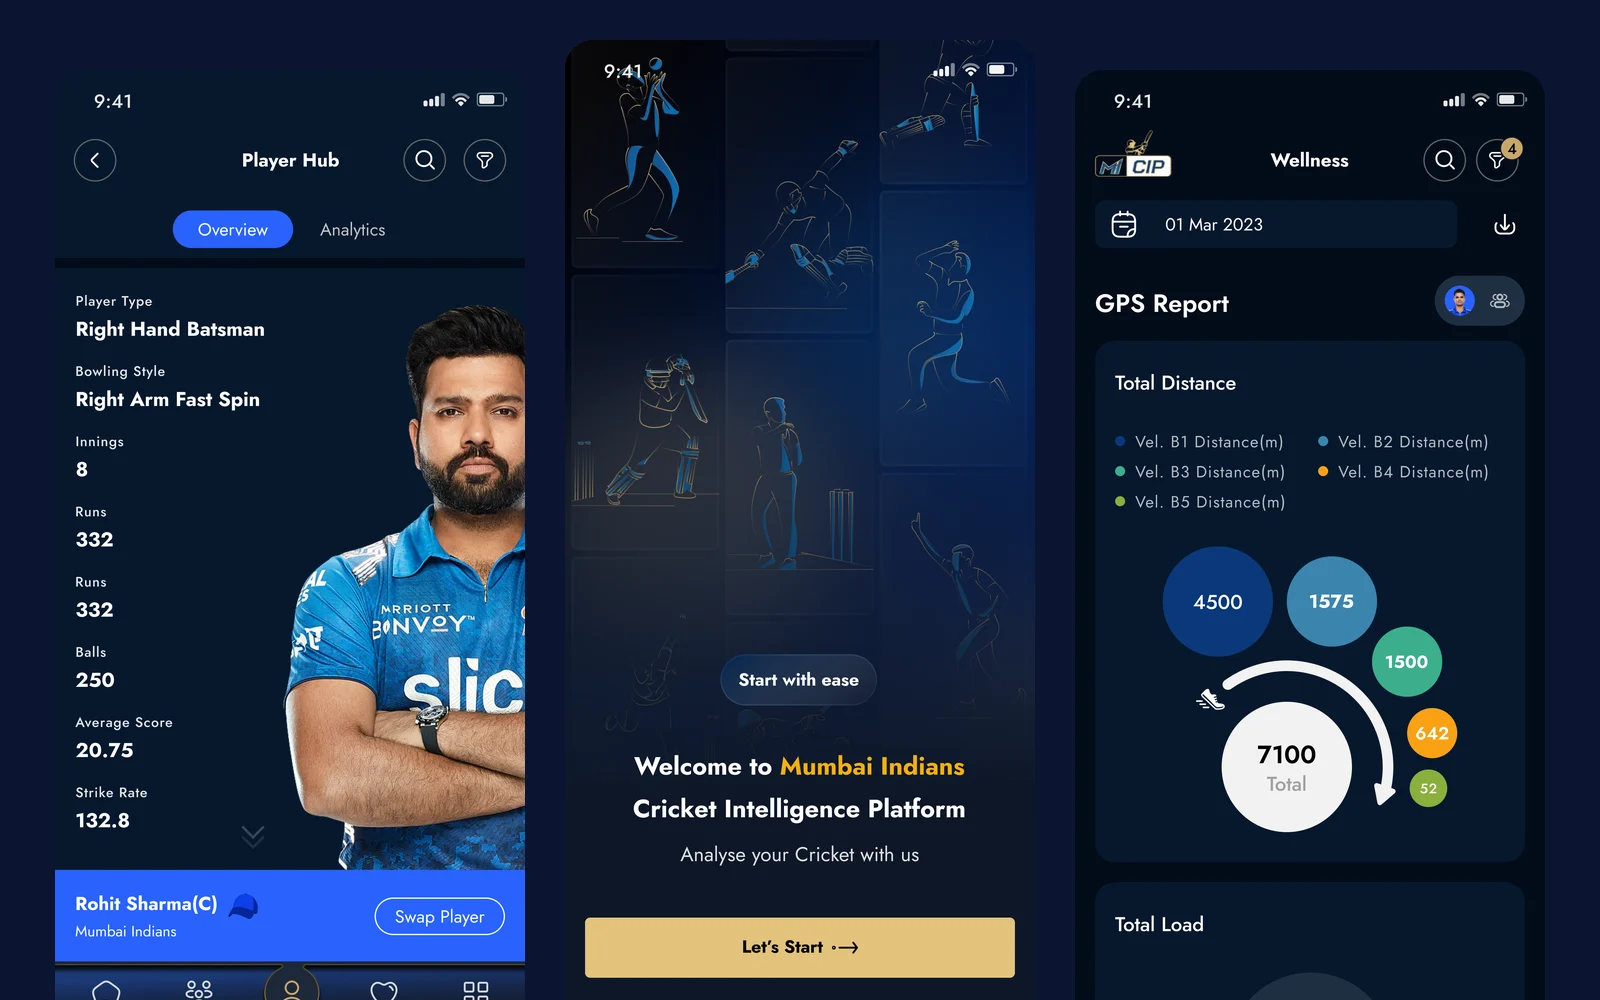 9:41
Player Hub
Overview
Analytics
Player Type
Right Hand Batsman
Bowling Style
Right Arm Fast Spin
Innings
8
Runs
332
Runs
332
Balls
250
Average Score
20.75
Strike Rate
132.8
ARRIOTT
BONVOY™
slic
Rohit Sharma(C)
Mumbai Indians
Swap Player
9:41
Start with ease
Welcome to Mumbai Indians
Cricket Intelligence Platform
Analyse your Cricket with us
Let's Start
9:41
MI CIP
Wellness
4
01 Mar 2023
GPS Report
Total Distance
Vel. B1 Distance(m)
Vel. B2 Distance(m)
Vel. B3 Distance(m)
Vel. B4 Distance(m)
Vel. B5 Distance(m)
4500
1575
1500
642
52
7100
Total
Total Load